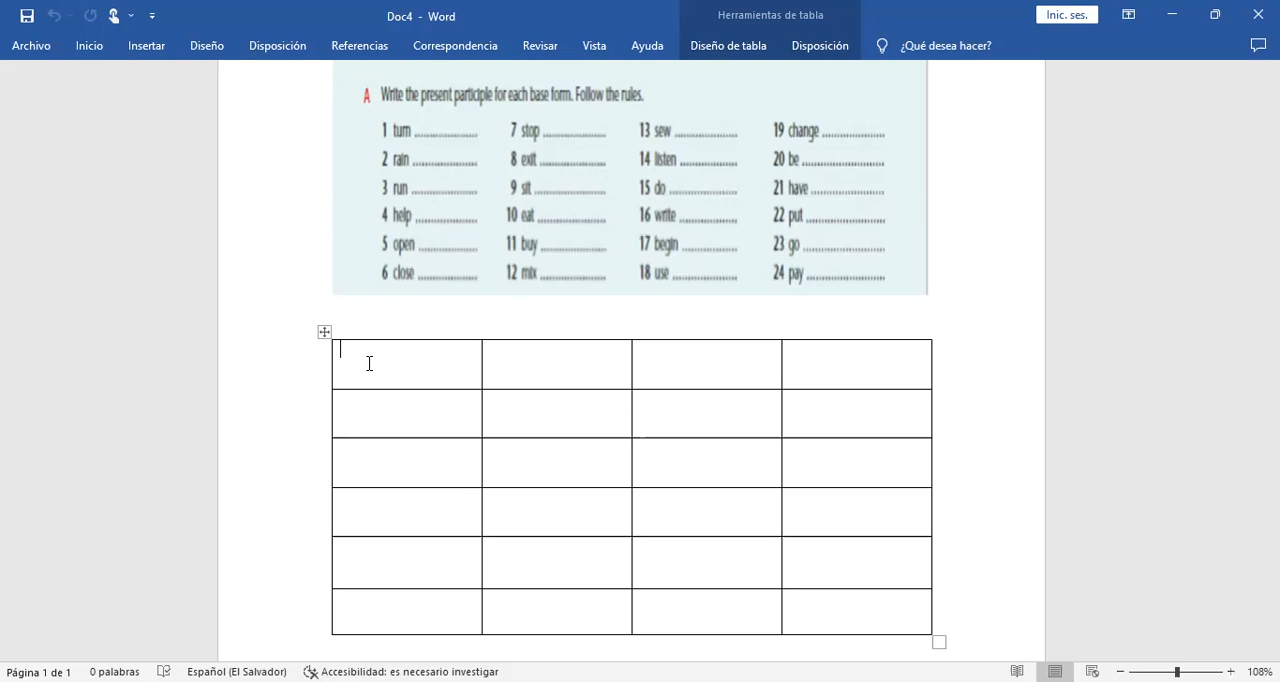 Doc4 - Word
Herramientas de tabla
Inic. ses.
Archivo Inicio Insertar Diseño Disposición Referencias Correspondencia Revisar Vista Ayuda Diseño de tabla Disposición ¿Qué desea hacer?
A Write the present participle for each base form. Follow the rules.
1 turn .................... 7 stop .................... 13 sew .................... 19 change ....................
2 rain .................... 8 exit .................... 14 listen .................... 20 be ....................
3 run .................... 9 sit .................... 15 do .................... 21 have ....................
4 help .................... 10 eat .................... 16 write .................... 22 put ....................
5 open .................... 11 buy .................... 17 begin .................... 23 go ....................
6 close .................... 12 mix .................... 18 use .................... 24 pay ....................
Página 1 de 1 0 palabras Español (El Salvador) Accesibilidad: es necesario investigar 108%